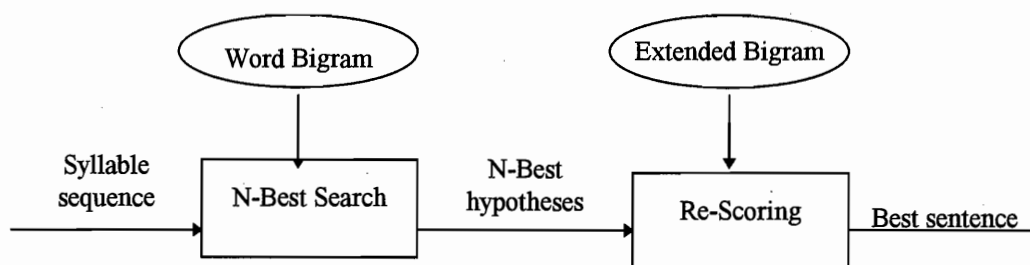 Word Bigram
Extended Bigram
Syllable
sequence
N-Best Search
N-Best
hypotheses
Re-Scoring
Best sentence